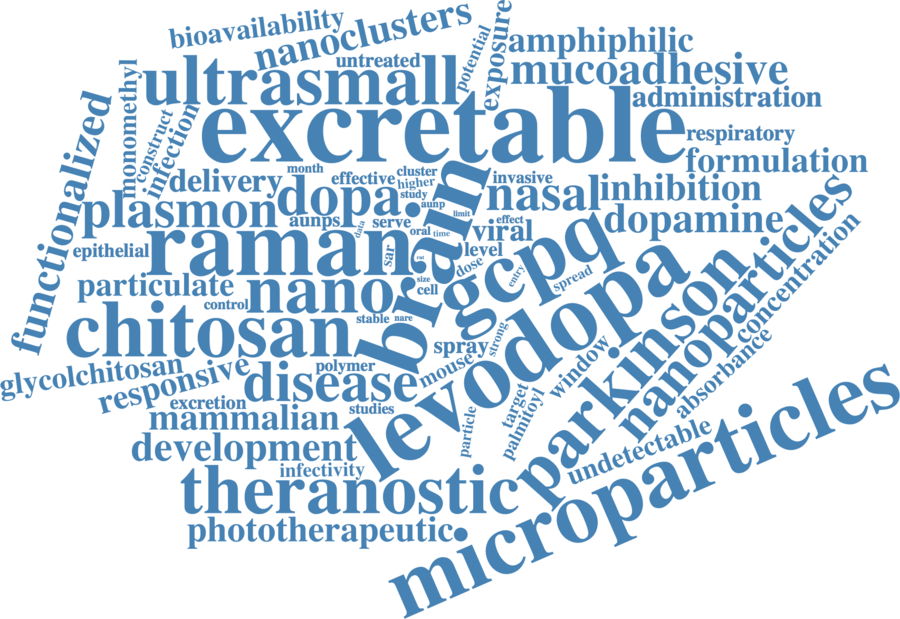 bioavailability
nanoclusters
potential
exposure
amphiphilic
untreated
ultrasmall
mucoadhesive
monomethyl
construct
infection
excretable
administration
respiratory
functionalized
formulation
month
effective
cluster
higher
study
aunp
invasive
delivery
dopa.
brain
nasal
inhibition
plasmon
aunps
data
serve
oral
time
limit
effect
viral
dopamine
epithelial
raman
sar
rat
level
gcpq
nanoparticles
particulate
nano
size
cell
dose
entry
spread
control
stable
nare
levodopa
parkinson
concentration
chitosan
spray
strong
window
absorbance
glycolchitosan
responsive
polymer
disease
mouse
excretion
studies
mammalian
particle
target
palmitoyl
development
infectivity
undetectable
theranostic
phototherapeutic.
microparticles